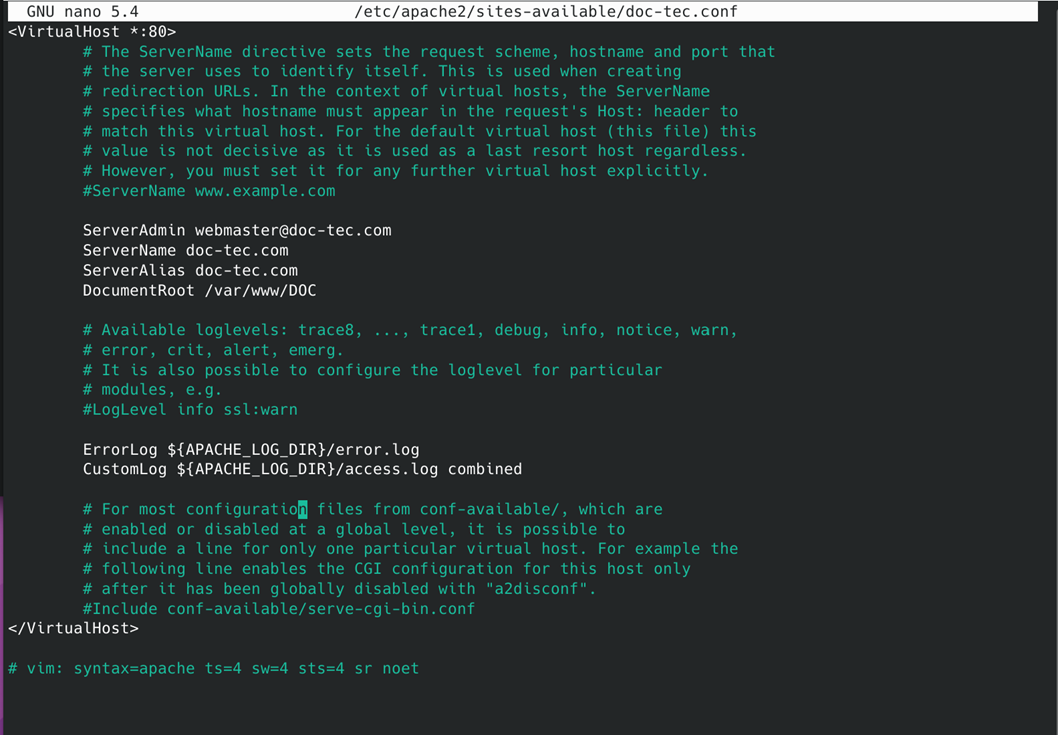 GNU nano 5.4 /etc/apache2/sites-available/doc-tec.conf
<VirtualHost *:80>
# The ServerName directive sets the request scheme, hostname and port that
# the server uses to identify itself. This is used when creating
# redirection URLs. In the context of virtual hosts, the ServerName
# specifies what hostname must appear in the request's Host: header to
# match this virtual host. For the default virtual host (this file) this
# value is not decisive as it is used as a last resort host regardless.
# However, you must set it for any further virtual host explicitly.
#ServerName www.example.com
ServerAdmin webmaster@doc-tec.com
ServerName doc-tec.com
ServerAlias doc-tec.com
DocumentRoot /var/www/DOC
# Available loglevels: trace8, ..., trace1, debug, info, notice, warn,
# error, crit, alert, emerg.
# It is also possible to configure the loglevel for particular
# modules, e.g.
#LogLevel info ssl:warn
ErrorLog ${APACHE_LOG_DIR}/error.log
CustomLog ${APACHE_LOG_DIR}/access.log combined
# For most configuration files from conf-available/, which are
# enabled or disabled at a global level, it is possible to
# include a line for only one particular virtual host. For example the
# following line enables the CGI configuration for this host only
# after it has been globally disabled with "a2disconf".
#Include conf-available/serve-cgi-bin.conf
</VirtualHost>
# vim: syntax=apache ts=4 sw=4 sts=4 sr noet